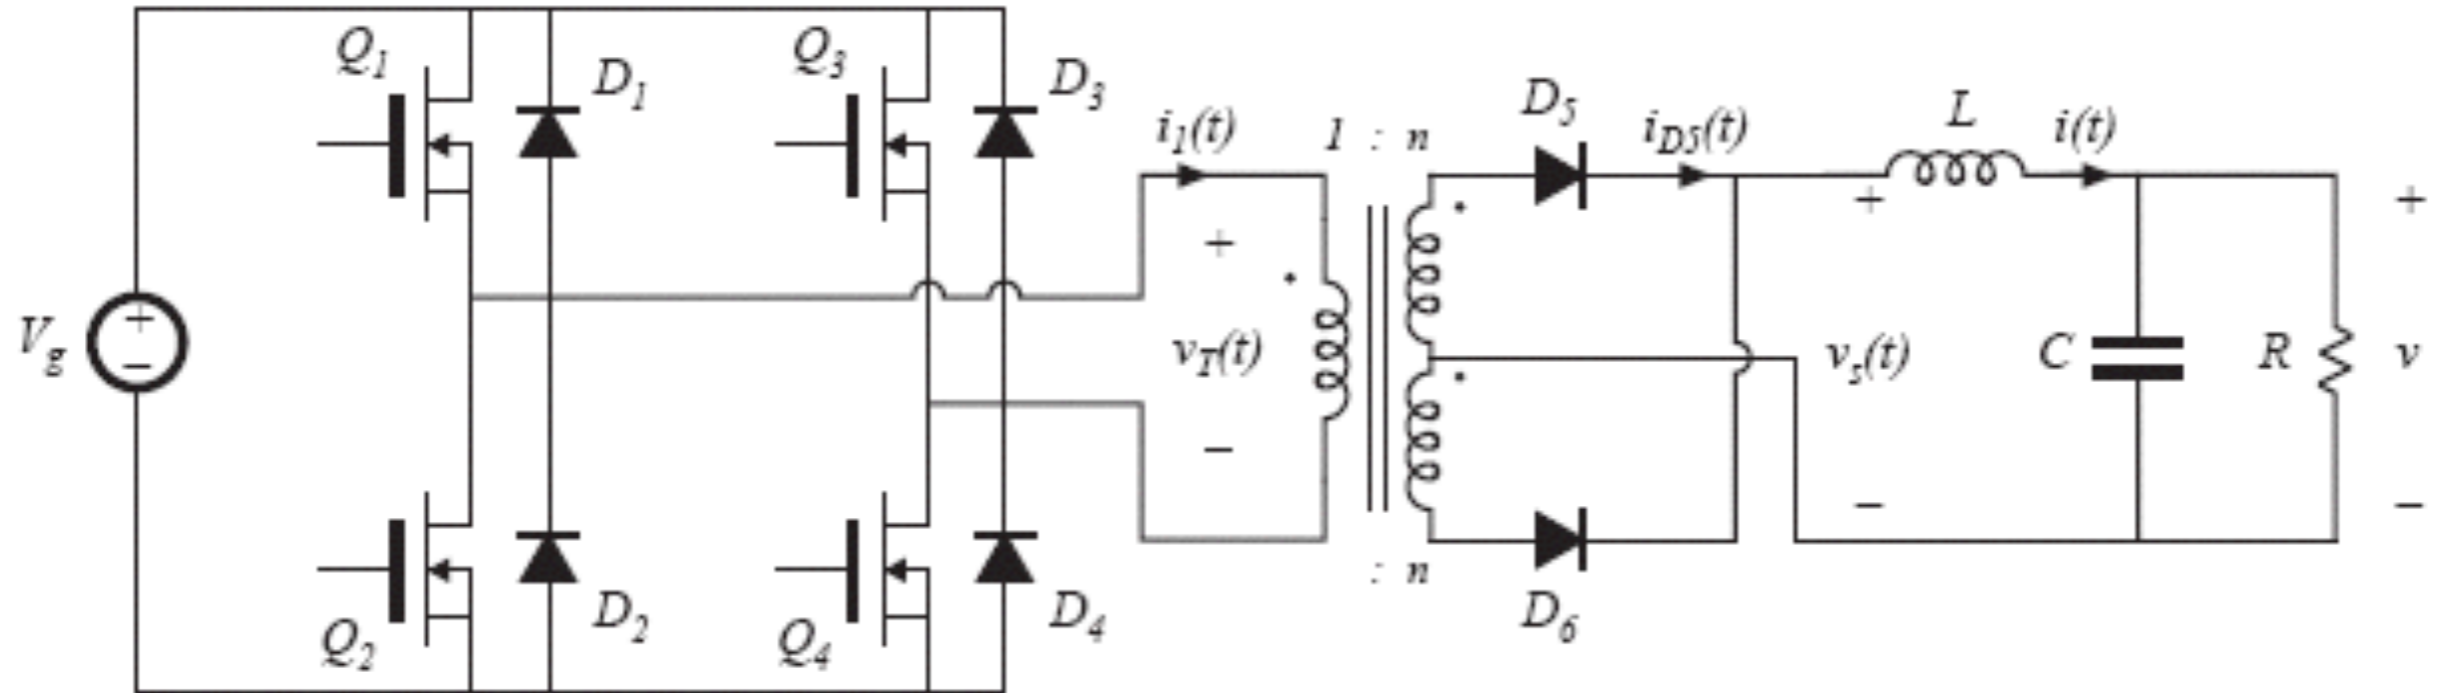 Q1 D1 Q3 D3
i1(t) 1 : n D5 iD5(t) L i(t)
+ + +
Vg + − vT(t) vs(t) C R v
− − −
Q2 D2 Q4 D4 : n D6